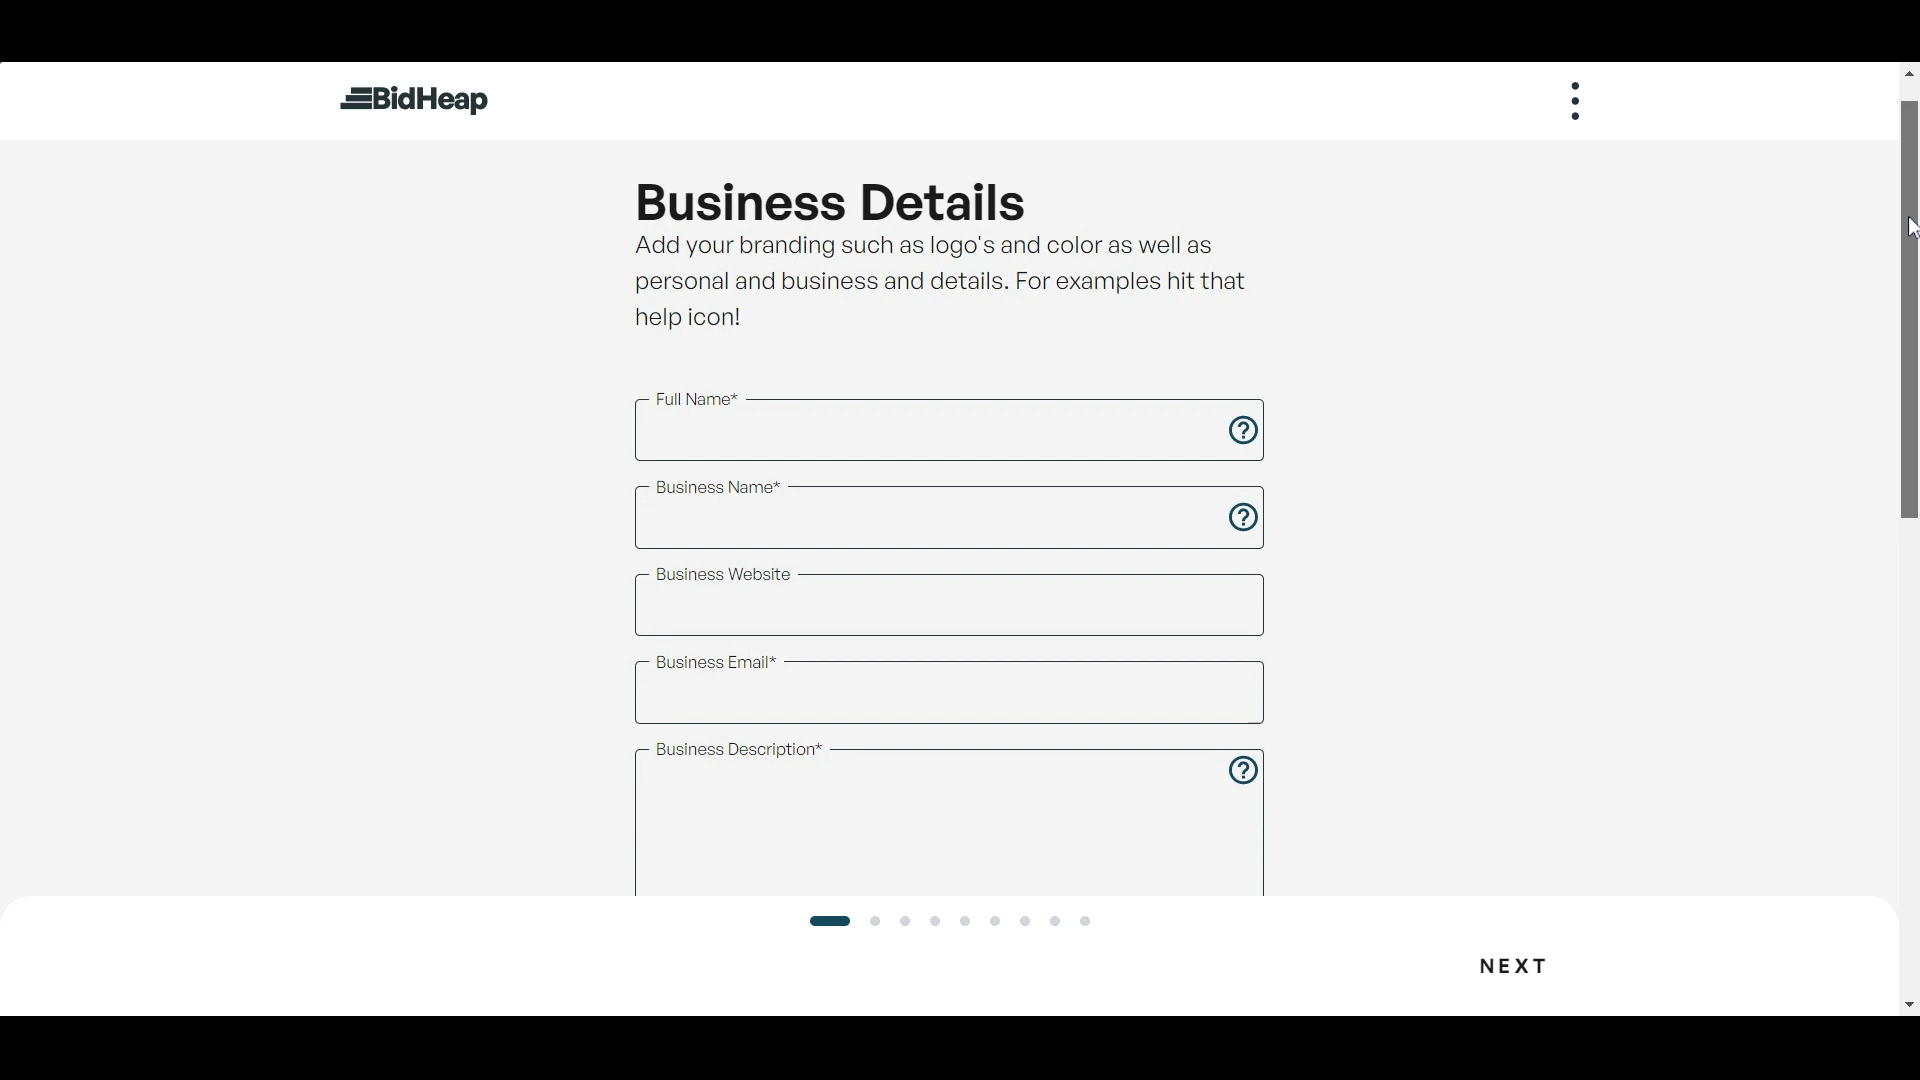 BidHeap
Business Details
Add your branding such as logo's and color as well as
personal and business and details. For examples hit that
help icon!
Full Name*
?
Business Name*
?
Business Website
Business Email*
Business Description*
?
NEXT